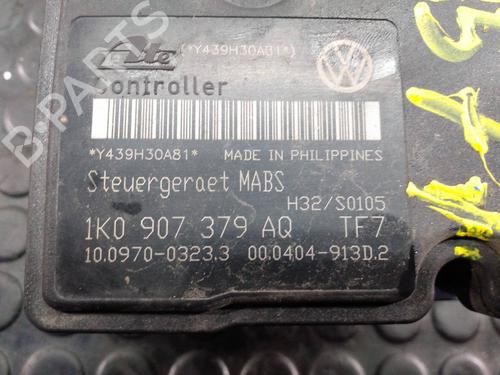 Ate (*Y439H30A81*)
Controller
*Y439H30A81* MADE IN PHILIPPINES
Steuergeraet MABS
H32/S0105
1K0 907 379 AQ TF7
10.0970-0323.3 00.0404-913D.2
B-PARTS